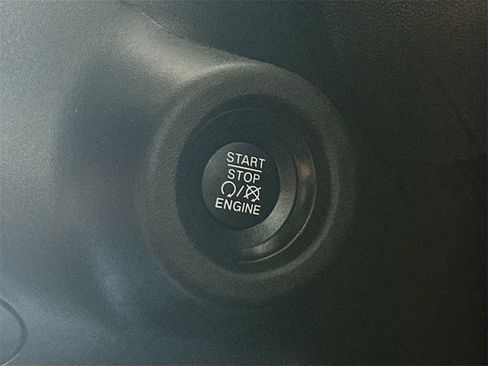 START
STOP
/
ENGINE